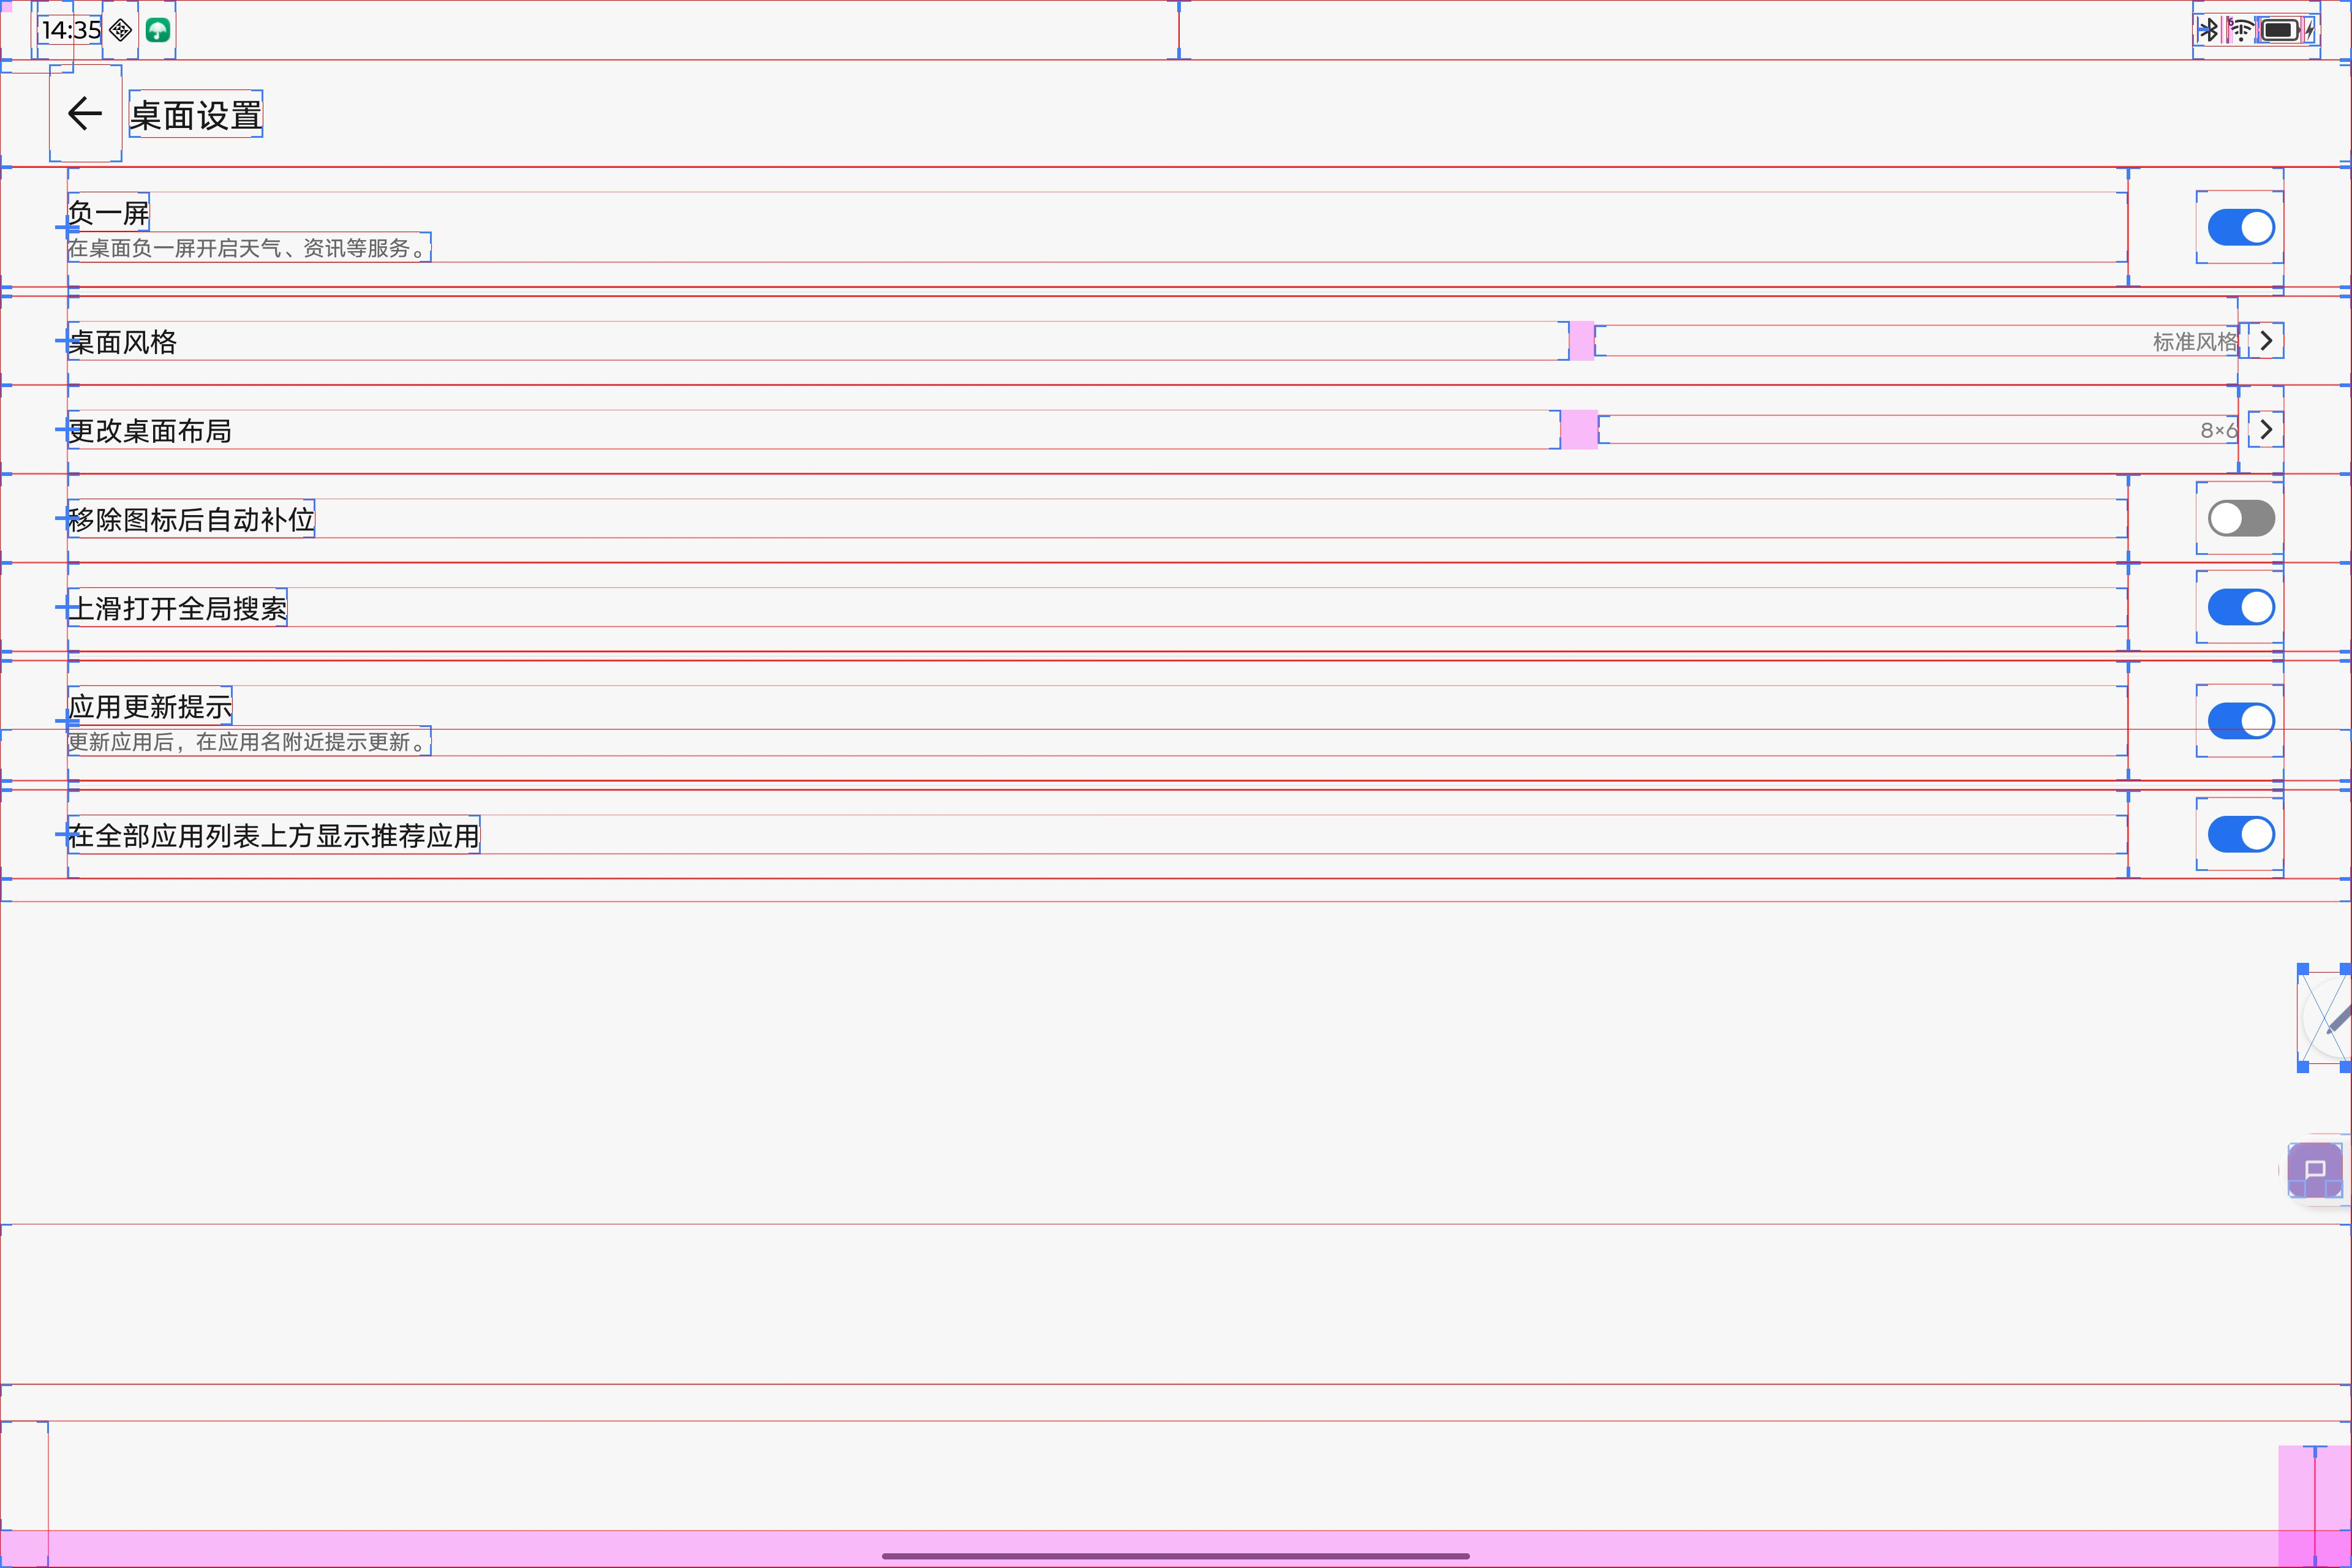 14:35
桌面设置
负一屏
在桌面负一屏开启天气、资讯等服务。
桌面风格
标准风格
更改桌面布局
8×6
移除图标后自动补位
上滑打开全局搜索
应用更新提示
更新应用后，在应用名附近提示更新。
在全部应用列表上方显示推荐应用